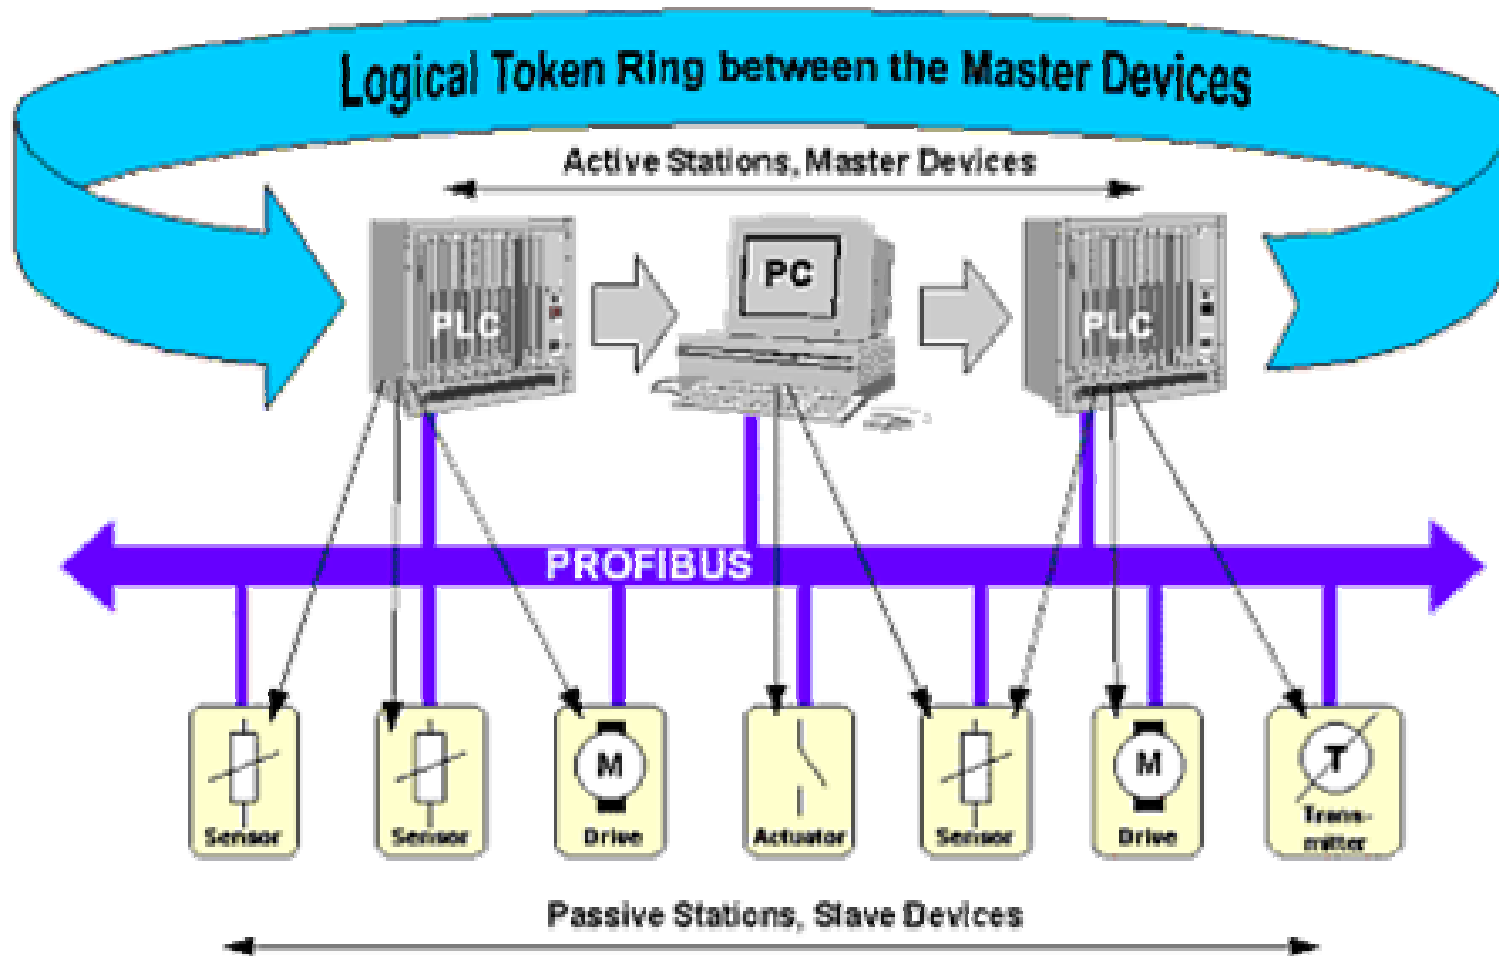 Logical Token Ring between the Master Devices
Active Stations, Master Devices
PLC
PC
PLC
PROFIBUS
M
M
T
Sensor
Sensor
Drive
Actuator
Sensor
Drive
Trans-
mitter
Passive Stations, Slave Devices